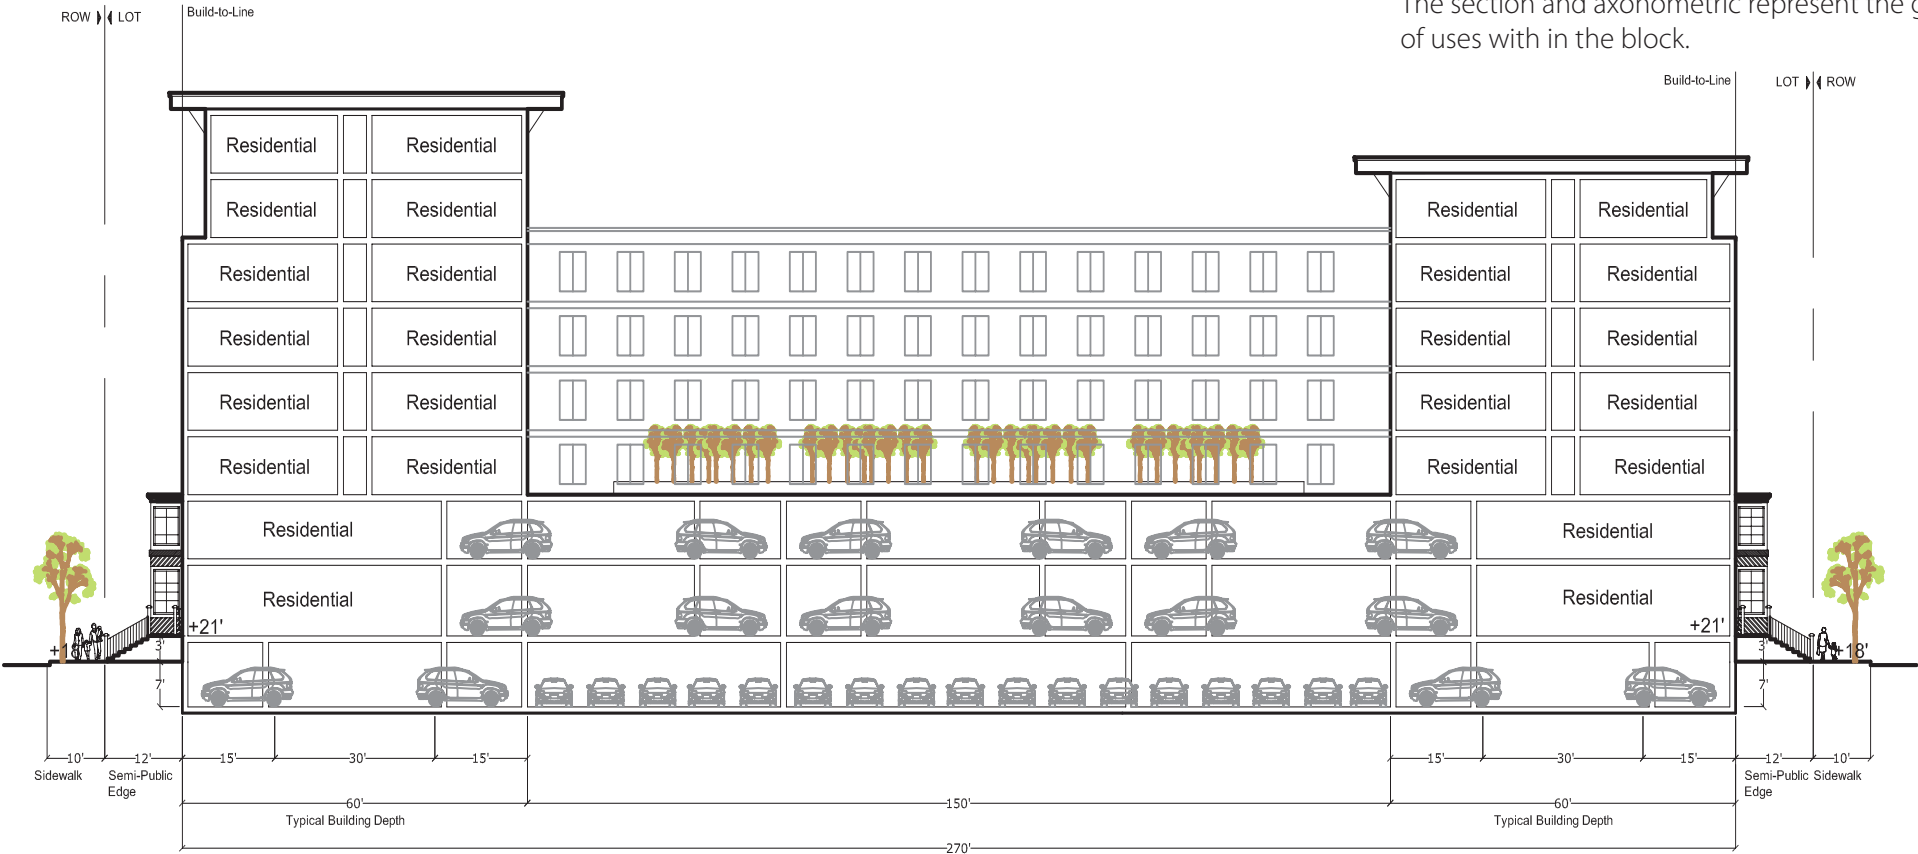 The section and axonometric represent the g
of uses with in the block.
ROW LOT
Build-to-Line
Build-to-Line
LOT ROW
Residential Residential
Residential Residential Residential Residential
Residential Residential Residential Residential
Residential Residential Residential Residential
Residential Residential Residential Residential
Residential Residential Residential Residential
Residential Residential
Residential Residential
+21' +21'
+18' 3' 3' +18'
7' 7'
10' 12' 15' 30' 15' 15' 30' 15' 12' 10'
Sidewalk Semi-Public Edge Semi-Public Edge Sidewalk
60' 150' 60'
Typical Building Depth Typical Building Depth
270'